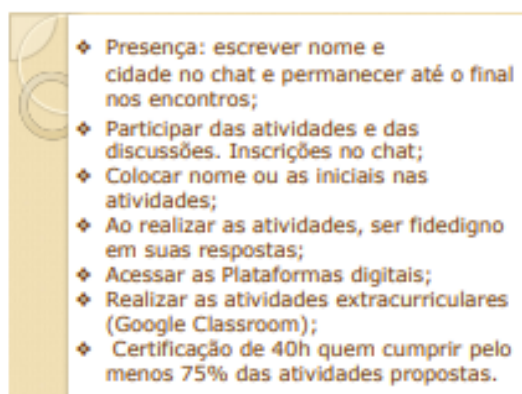 ❖ Presença: escrever nome e
cidade no chat e permanecer até o final
nos encontros;
❖ Participar das atividades e das
discussões. Inscrições no chat;
❖ Colocar nome ou as iniciais nas
atividades;
❖ Ao realizar as atividades, ser fidedigno
em suas respostas;
❖ Acessar as Plataformas digitais;
❖ Realizar as atividades extracurriculares
(Google Classroom);
❖ Certificação de 40h quem cumprir pelo
menos 75% das atividades propostas.